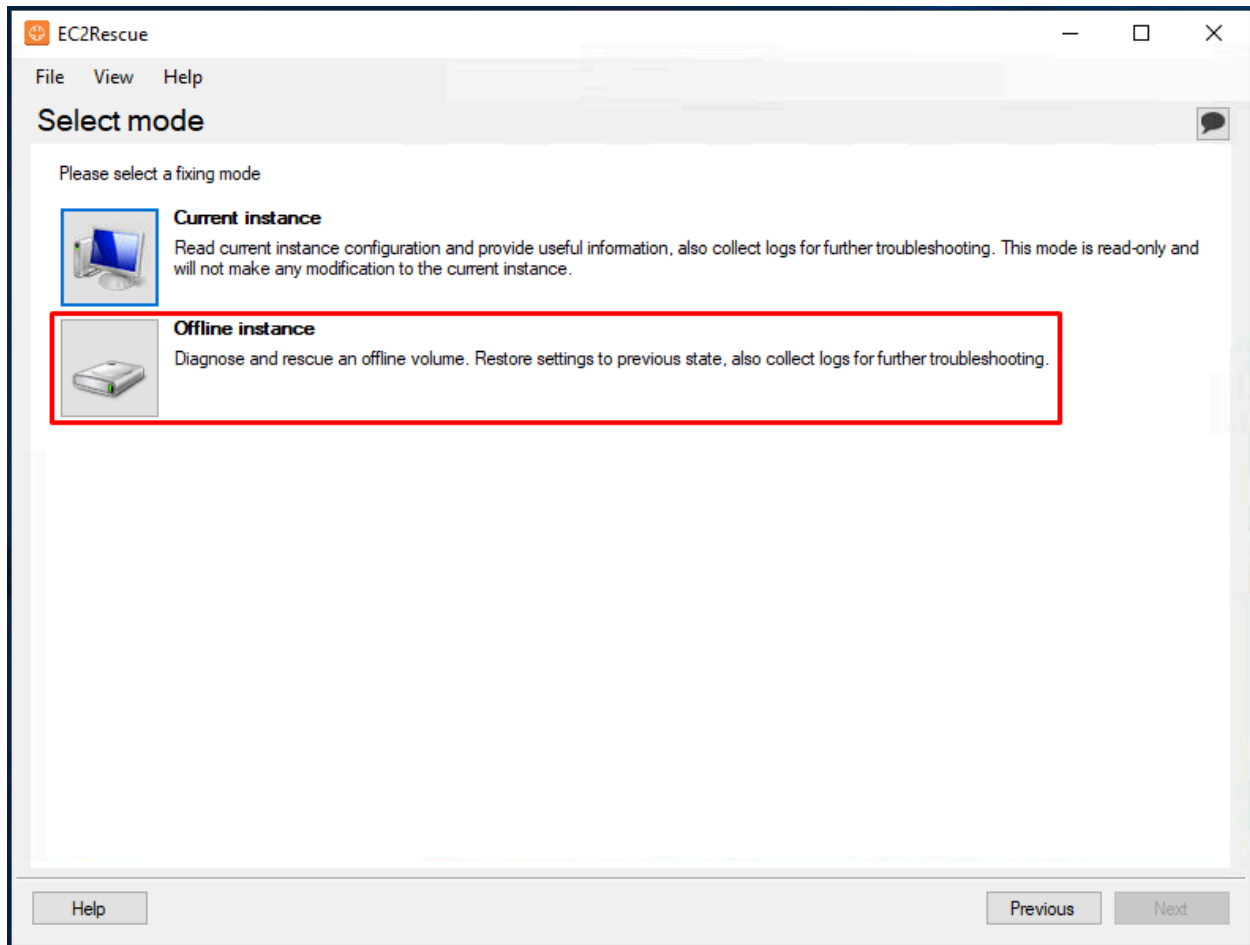 EC2Rescue
File View Help
Select mode
Please select a fixing mode
Current instance
Read current instance configuration and provide useful information, also collect logs for further troubleshooting. This mode is read-only and
will not make any modification to the current instance.
Offline instance
Diagnose and rescue an offline volume. Restore settings to previous state, also collect logs for further troubleshooting.
Help Previous Next